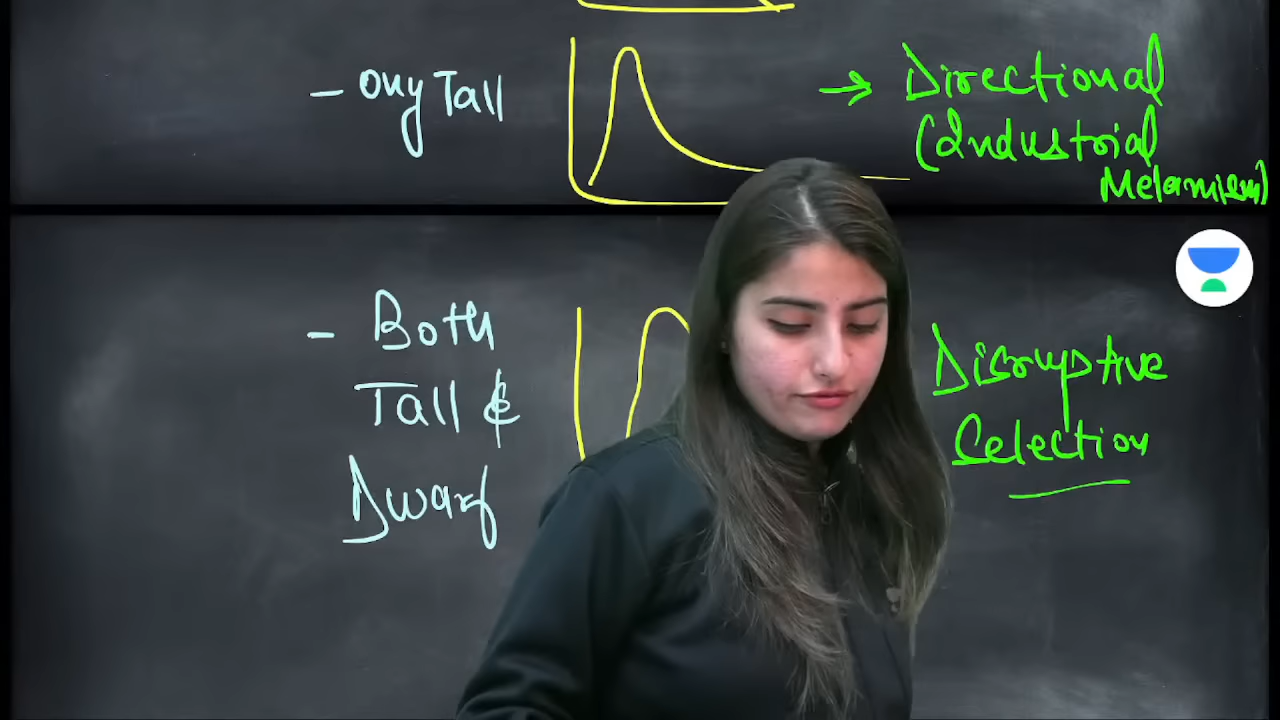 - Ony Tall
→ Directional
(Industrial
Melanism)
- Both
Tall &
Dwarf
Disruptive
Selection